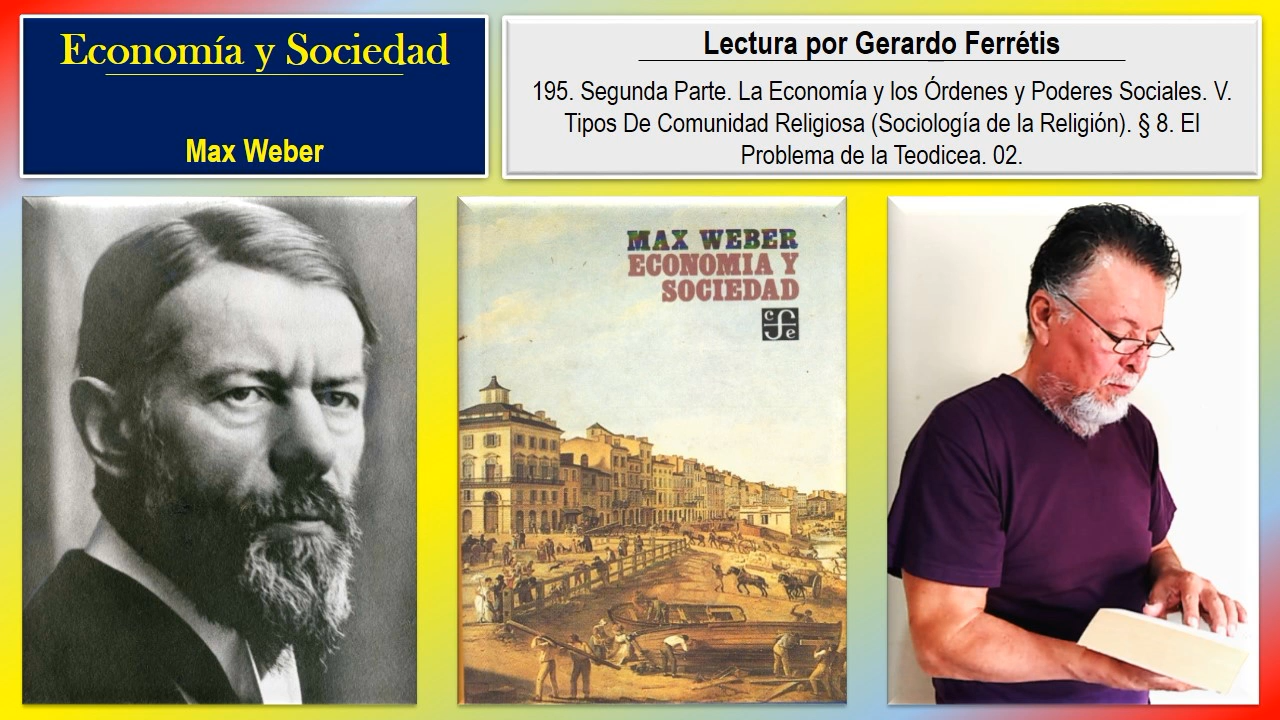 Economía y Sociedad
Max Weber
Lectura por Gerardo Ferrétis
195. Segunda Parte. La Economía y los Órdenes y Poderes Sociales. V.
Tipos De Comunidad Religiosa (Sociología de la Religión). § 8. El
Problema de la Teodicea. 02.
MAX WEBER
ECONOMIA Y
SOCIEDAD
cfe